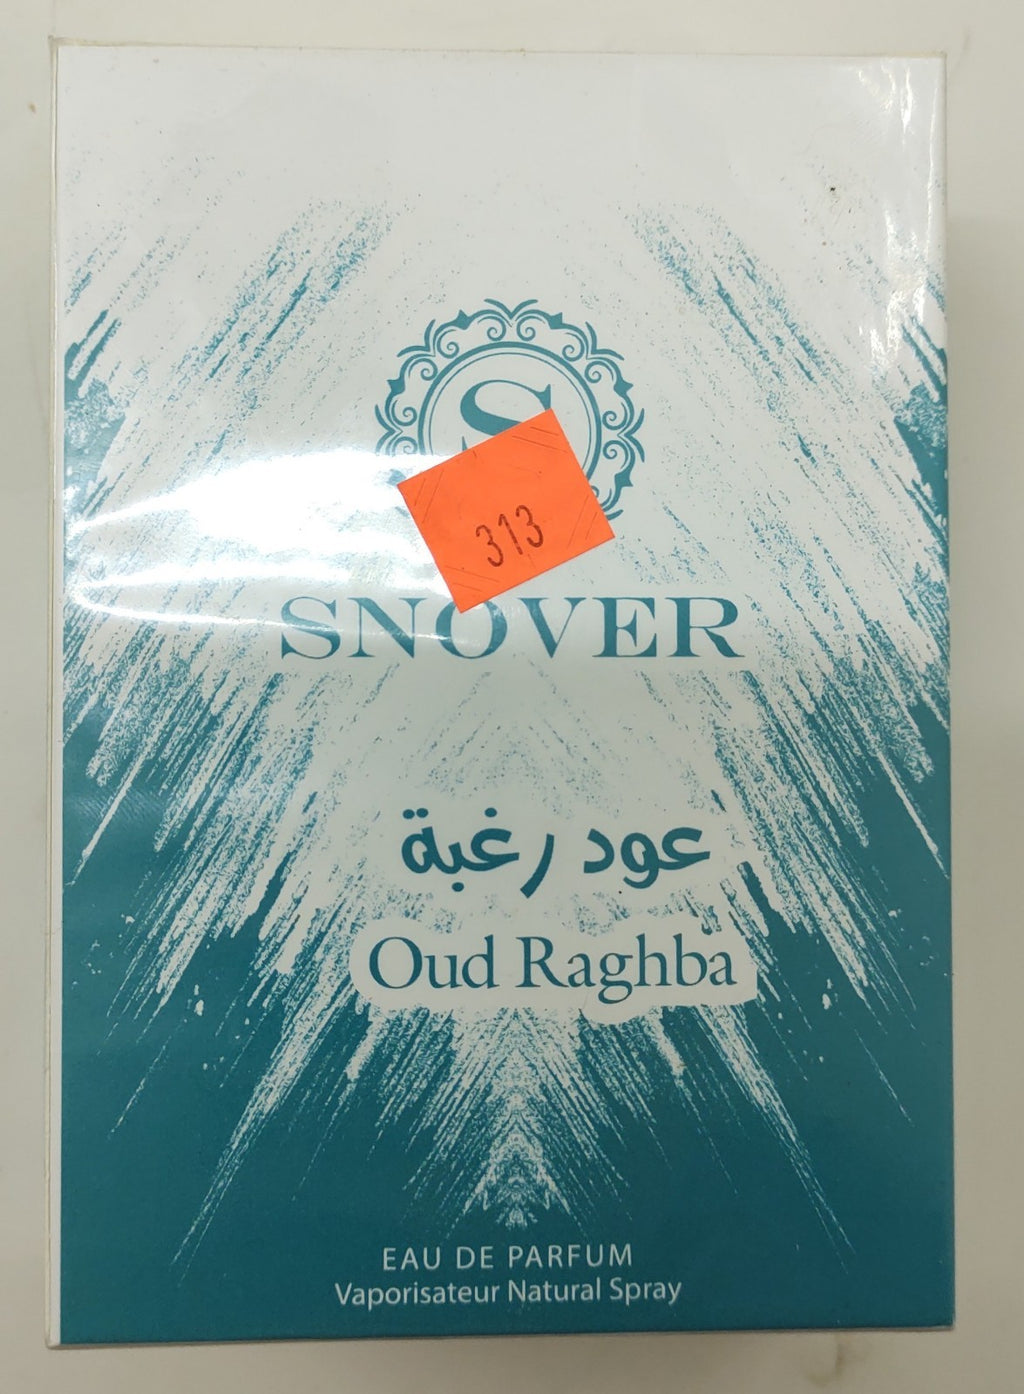 S
313
SNOVER
عود رغبة
Oud Raghba
EAU DE PARFUM
Vaporisateur Natural Spray